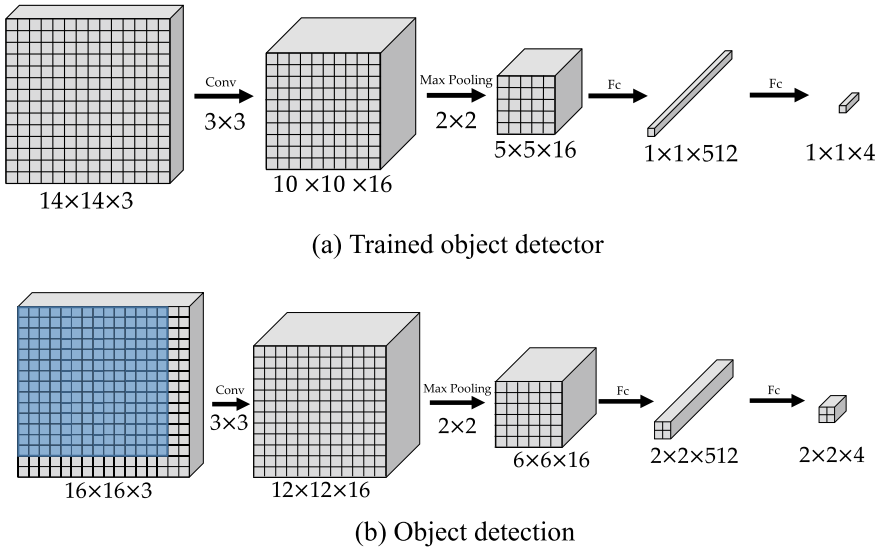 Conv
3×3
Max Pooling
2×2
Fc
Fc
14×14×3
10 ×10 ×16
5×5×16
1×1×512
1×1×4
(a) Trained object detector
Conv
3×3
Max Pooling
2×2
Fc
Fc
16×16×3
12×12×16
6×6×16
2×2×512
2×2×4
(b) Object detection